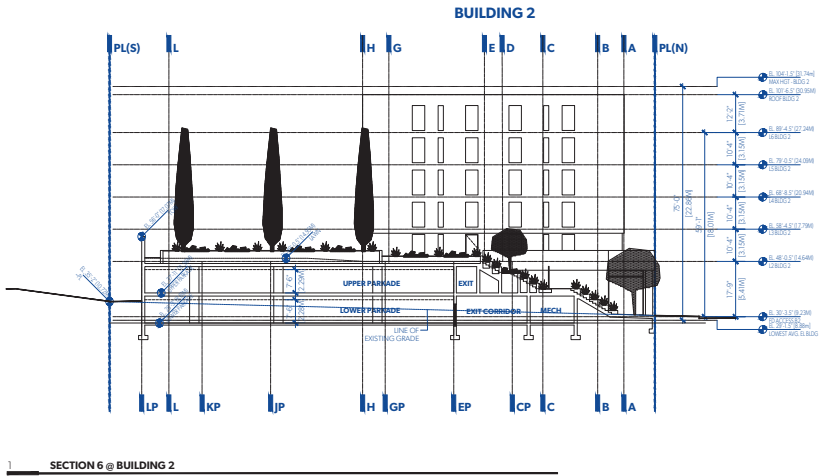 BUILDING 2
PL(S) L H G E D C B A PL(N)
EL 104'-1.5" [31.74m]
MAX HGT - BLDG 2
EL 101'-6.5" [30.95M]
ROOF BLDG 2
12'-2"
[3.71M]
EL 89'-4.5" [27.24M]
L6 BLDG 2
10'-4"
[3.15M]
EL 79'-0.5" [24.09M]
L5 BLDG 2
10'-4"
[3.15M]
EL 68'-8.5" [20.94M]
L4 BLDG 2
10'-4"
[3.15M]
EL 58'-4.5" [17.79M]
L3 BLDG 2
10'-4"
[3.15M]
EL 48'-0.5" [14.64M]
L2 BLDG 2
17'-9"
[5.41M]
75'-0"
[22.86M]
59'-1"
[18.01M]
EL 30'-3.5" [9.23M]
EL 29'-1.5" [8.88m]
LOWEST AVG. EL BLDG
UPPER PARKADE
EXIT
7'-6"
2.29M
LOWER PARKADE
EXIT CORRIDOR
MECH
LINE OF
EXISTING GRADE
LP L KP JP H GP EP CP C B A
1 SECTION 6 @ BUILDING 2